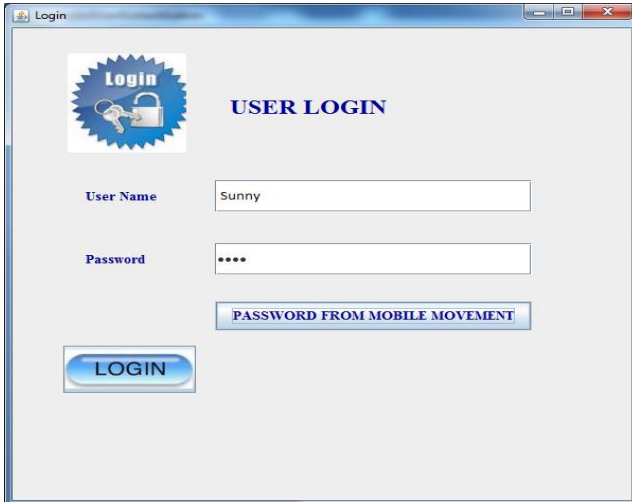 Login
Login
USER LOGIN
User Name
Sunny
Password
••••
PASSWORD FROM MOBILE MOVEMENT
LOGIN